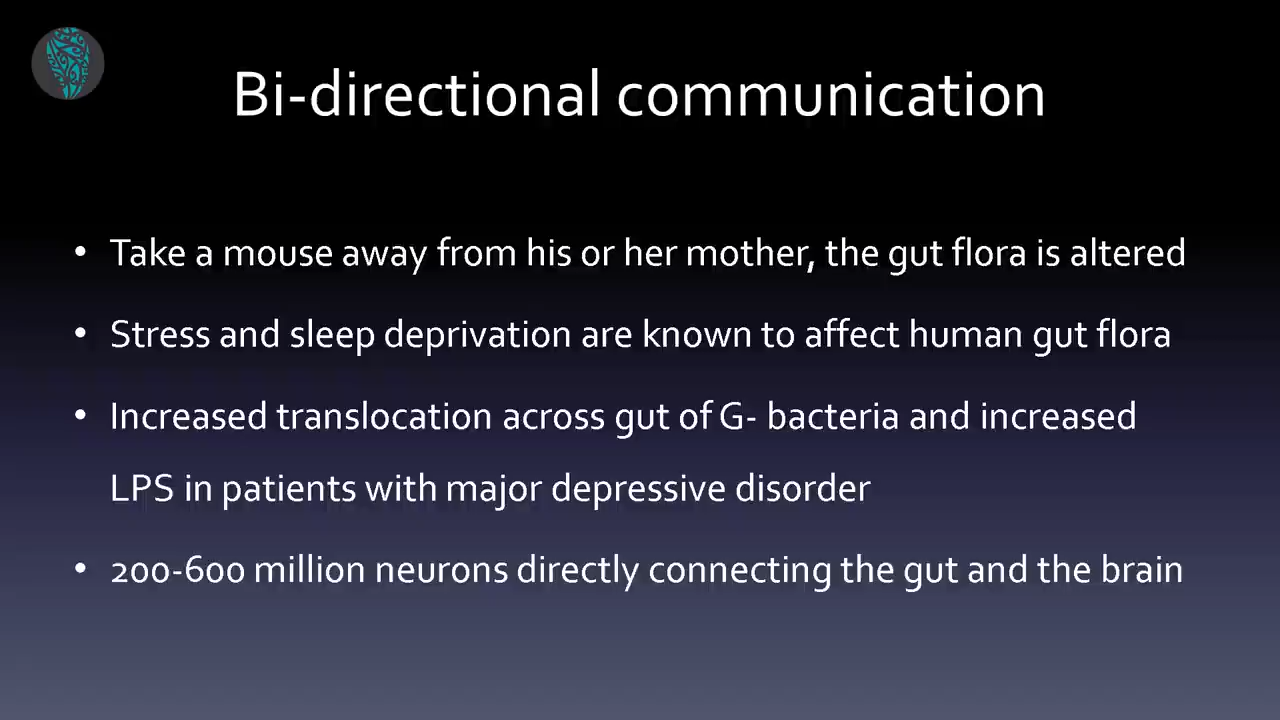 Bi-directional communication
• Take a mouse away from his or her mother, the gut flora is altered
• Stress and sleep deprivation are known to affect human gut flora
• Increased translocation across gut of G- bacteria and increased
LPS in patients with major depressive disorder
• 200-600 million neurons directly connecting the gut and the brain